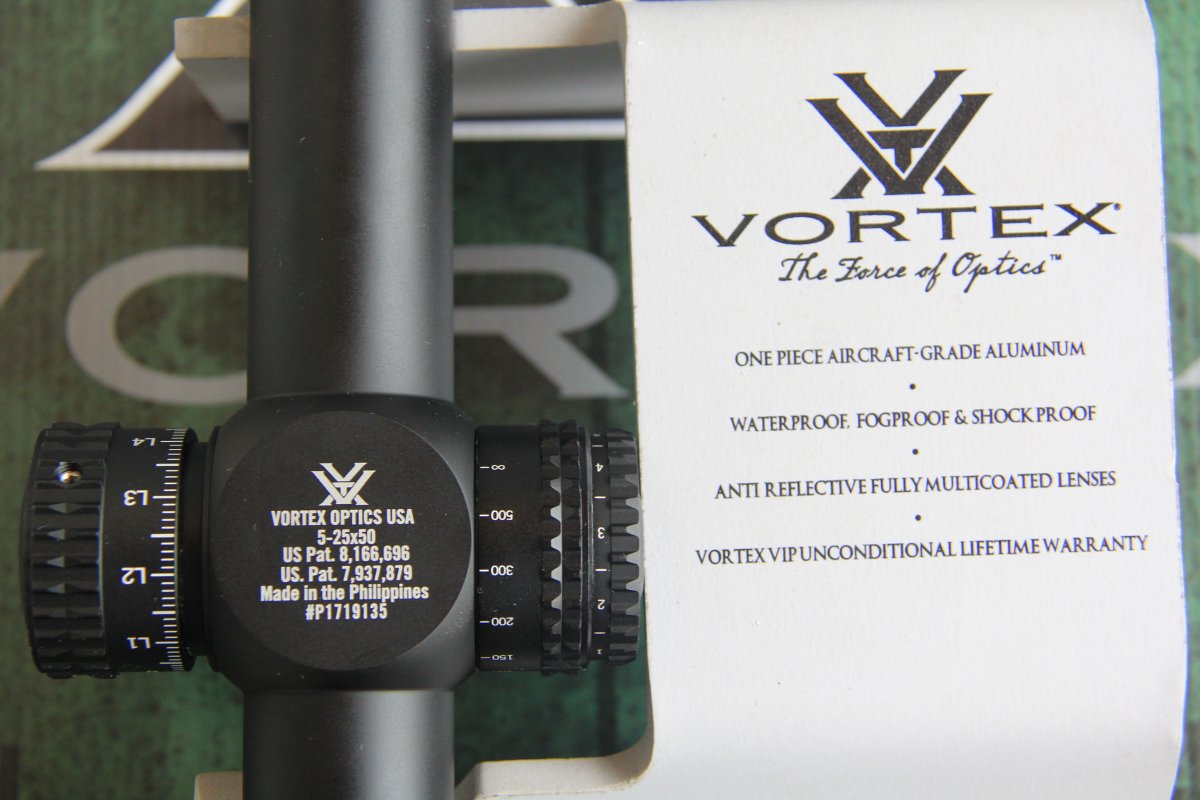 VORTEX®
The Force of Optics™
ONE PIECE AIRCRAFT-GRADE ALUMINUM
•
WATERPROOF, FOGPROOF & SHOCKPROOF
•
ANTI REFLECTIVE FULLY MULTICOATED LENSES
•
VORTEX VIP UNCONDITIONAL LIFETIME WARRANTY
VORTEX OPTICS USA
5-25x50
US Pat. 8,166,696
US. Pat. 7,937,879
Made in the Philippines
#P1719135
L4
L3
L2
L1
∞
500
300
200
150
4
3
2
1
V O R